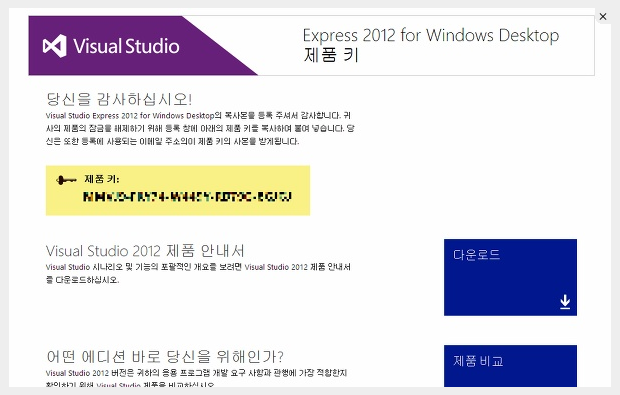 Visual Studio
Express 2012 for Windows Desktop
제품 키
당신을 감사하십시오!
Visual Studio Express 2012 for Windows Desktop의 복사본을 등록 주셔서 감사합니다. 귀
사의 제품의 잠금을 해제하기 위해 등록 창에 아래의 제품 키를 복사하여 붙여 넣습니다. 당
신은 또한 등록에 사용되는 이메일 주소의이 제품 키의 사본을 받게됩니다.
제품 키:
Visual Studio 2012 제품 안내서
Visual Studio 시나리오 및 기능의 포괄적인 개요를 보려면 Visual Studio 2012 제품 안내서
를 다운로드하십시오.
다운로드
어떤 에디션 바로 당신을 위해인가?
Visual Studio 2012 버전은 귀하의 응용 프로그램 개발 요구 사항과 관행에 가장 적합한지
확인하기 위해 Visual Studio 제품을 비교하십시오
제품 비교